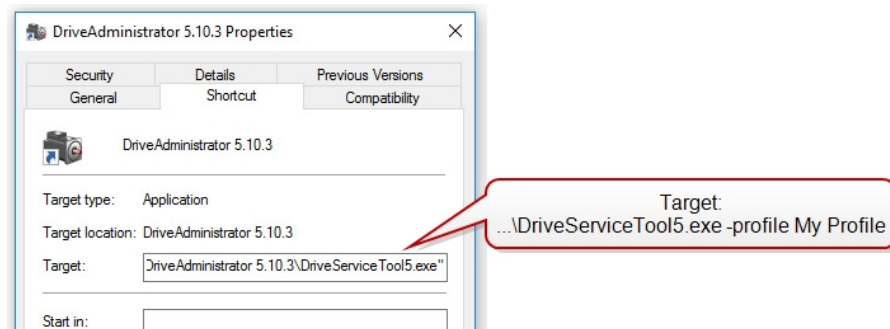 DriveAdministrator 5.10.3 Properties
Security Details Previous Versions
General Shortcut Compatibility
DriveAdministrator 5.10.3
Target type: Application
Target location: DriveAdministrator 5.10.3
Target: DriveAdministrator 5.10.3\DriveServiceTool5.exe"
Start in:
Target:
...\DriveServiceTool5.exe -profile My Profile